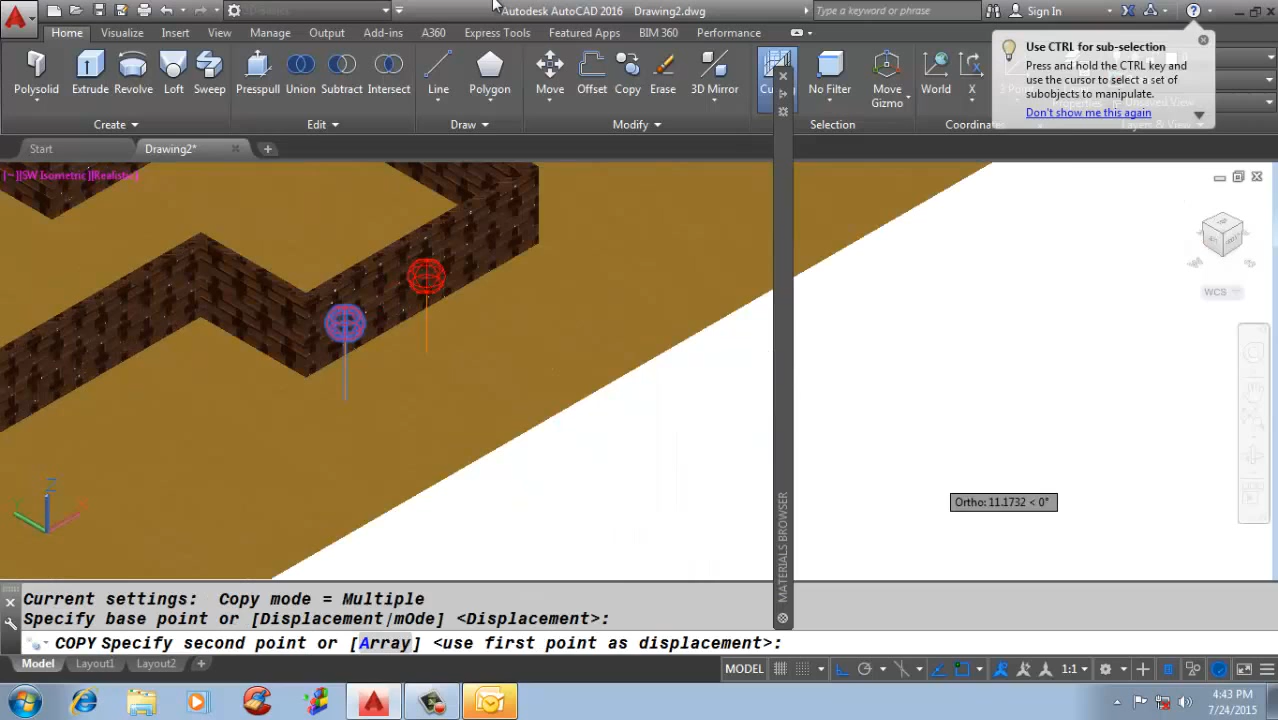 Autodesk AutoCAD 2016 Drawing2.dwg
Type a keyword or phrase
Sign In
Home Visualize Insert View Manage Output Add-ins A360 Express Tools Featured Apps BIM 360 Performance
Use CTRL for sub-selection
Press and hold the CTRL key and
use the cursor to select a set of
subobjects to manipulate.
Don't show me this again
Polysolid Extrude Revolve Loft Sweep Presspull Union Subtract Intersect Line Polygon Move Offset Copy Erase 3D Mirror No Filter Move Gizmo World X
Create Edit Draw Modify Selection Coordinates
Start Drawing2*
[~][SW Isometric][Realistic]
WCS
Z
MATERIALS BROWSER
Ortho: 11.1732 < 0°
Current settings: Copy mode = Multiple
Specify base point or [Displacement/mOde] <Displacement>:
COPY Specify second point or [Array] <use first point as displacement>:
Model Layout1 Layout2 +
MODEL 1:1
4:43 PM
7/24/2015